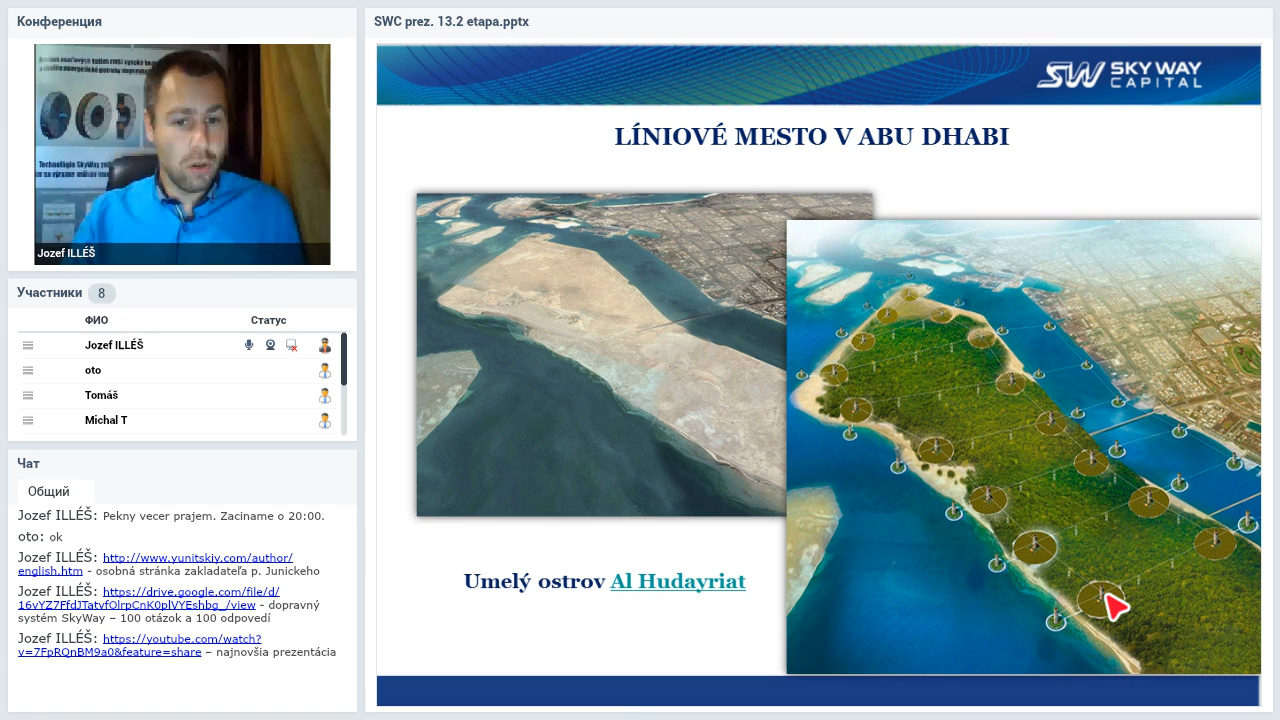 Конференция
Jozef ILLÉŠ
Участники 8
ФИО Статус
Jozef ILLÉŠ
oto
Tomáš
Michal T
Чат
Общий
Jozef ILLÉŠ: Pekny vecer prajem. Zaciname o 20:00.
oto: ok
Jozef ILLÉŠ: http://www.yunitskiy.com/author/
english.htm – osobná stránka zakladateľa p. Junickeho
Jozef ILLÉŠ: https://drive.google.com/file/d/
16vYZ7FfdJTatvfOlrpCnK0plVYEshbg_/view - dopravný
systém SkyWay – 100 otázok a 100 odpovedí
Jozef ILLÉŠ: https://youtube.com/watch?
v=7FpRQnBM9a0&feature=share – najnovšia prezentácia
SWC prez. 13.2 etapa.pptx
SW SKY WAY
CAPITAL
LÍNIOVÉ MESTO V ABU DHABI
Umelý ostrov Al Hudayriat